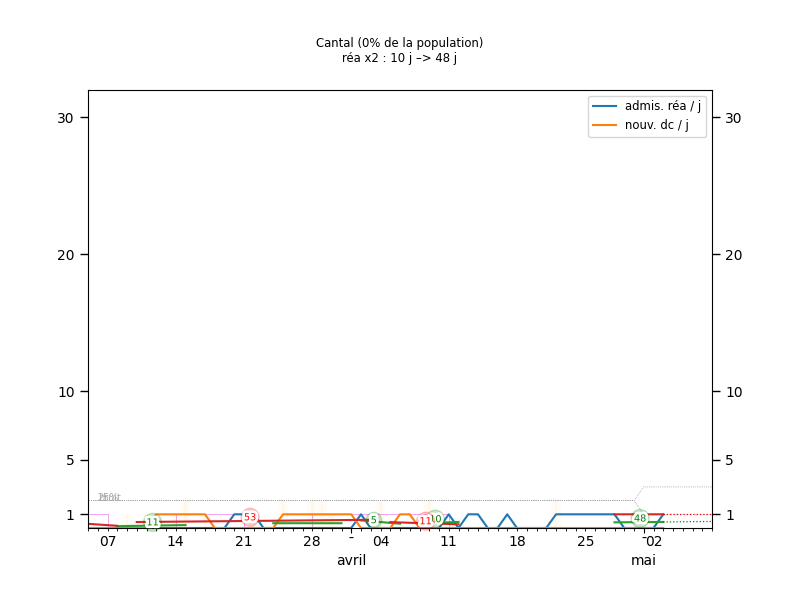 Cantal (0% de la population)
réa x2 : 10 j –> 48 j
admis. réa / j
nouv. dc / j
30 30
20 20
10 10
5 5
1 1
11 53 5 11 0 48
07 14 21 28 - 04 11 18 25 - 02
avril mai